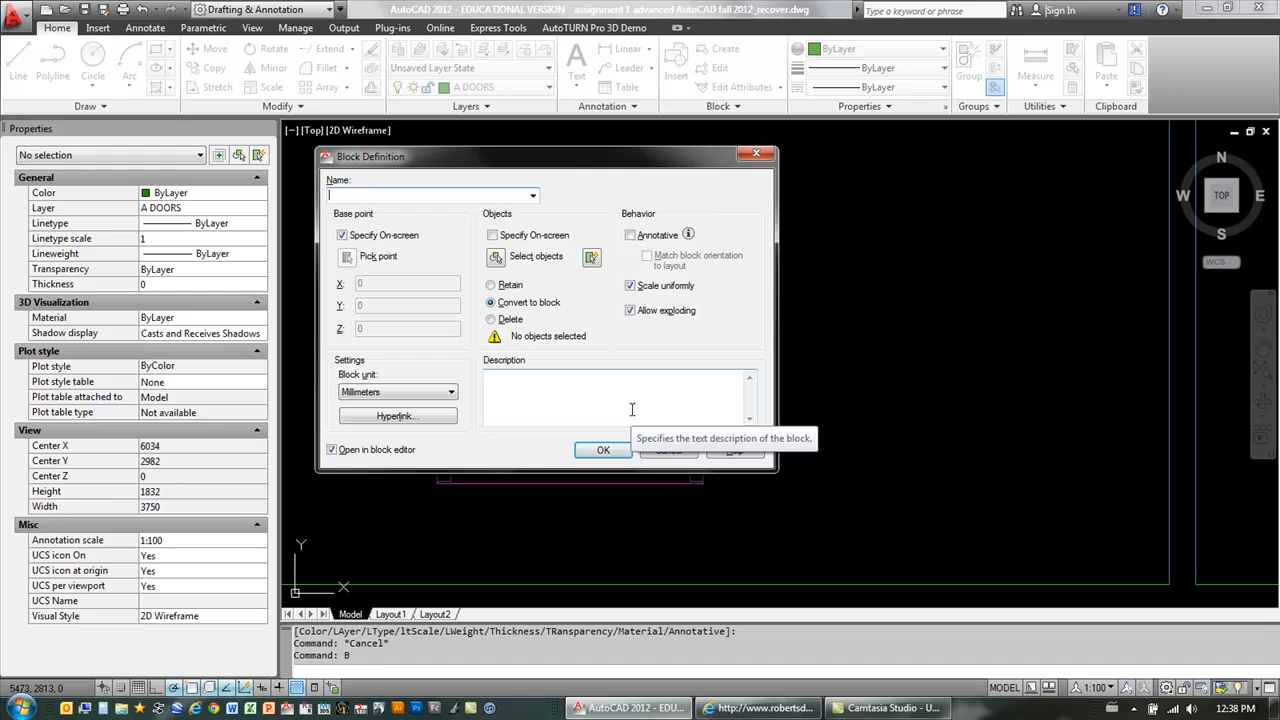 Drafting & Annotation
AutoCAD 2012 - EDUCATIONAL VERSION assignment 1 advanced AutoCAD fall 2012_recover.dwg
Type a keyword or phrase
Sign In
Home Insert Annotate Parametric View Manage Output Plug-ins Online Express Tools AutoTURN Pro 3D Demo
Line Polyline Circle Arc
Move Rotate Extend
Copy Mirror Fillet
Stretch Scale Array
Unsaved Layer State
A DOORS
Text
Linear
Leader
Table
Insert
Create
Edit
Edit Attributes
ByLayer
ByLayer
ByLayer
Group
Measure
Paste
Draw Modify Layers Annotation Block Properties Groups Utilities Clipboard
Properties
No selection
General
Color ByLayer
Layer A DOORS
Linetype ByLayer
Linetype scale 1
Lineweight ByLayer
Transparency ByLayer
Thickness 0
3D Visualization
Material ByLayer
Shadow display Casts and Receives Shadows
Plot style
Plot style ByColor
Plot style table None
Plot table attached to Model
Plot table type Not available
View
Center X 6034
Center Y 2982
Center Z 0
Height 1832
Width 3750
Misc
Annotation scale 1:100
UCS icon On Yes
UCS icon at origin Yes
UCS per viewport Yes
UCS Name
Visual Style 2D Wireframe
[−] [Top] [2D Wireframe]
Block Definition
Name:
Base point
Specify On-screen
Pick point
X: 0
Y: 0
Z: 0
Objects
Specify On-screen
Select objects
Retain
Convert to block
Delete
No objects selected
Behavior
Annotative
Match block orientation
to layout
Scale uniformly
Allow exploding
Settings
Block unit:
Millimeters
Hyperlink...
Description
Specifies the text description of the block.
Open in block editor
OK
N
W TOP E
S
WCS
Y
X
Model Layout1 Layout2
[Color/LAyer/LType/ltScale/LWeight/Thickness/TRansparency/Material/Annotative]:
Command: *Cancel*
Command: B
5473, 2813, 0
MODEL
1:100
AutoCAD 2012 - EDU...
http://www.robertsd...
Camtasia Studio - U...
12:38 PM